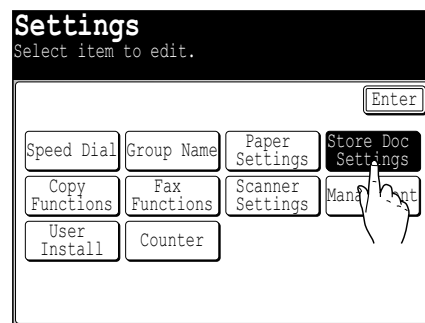 Settings
Select item to edit.
Enter
Speed Dial
Group Name
Paper
Settings
Store Doc
Settings
Copy
Functions
Fax
Functions
Scanner
Settings
User
Install
Counter